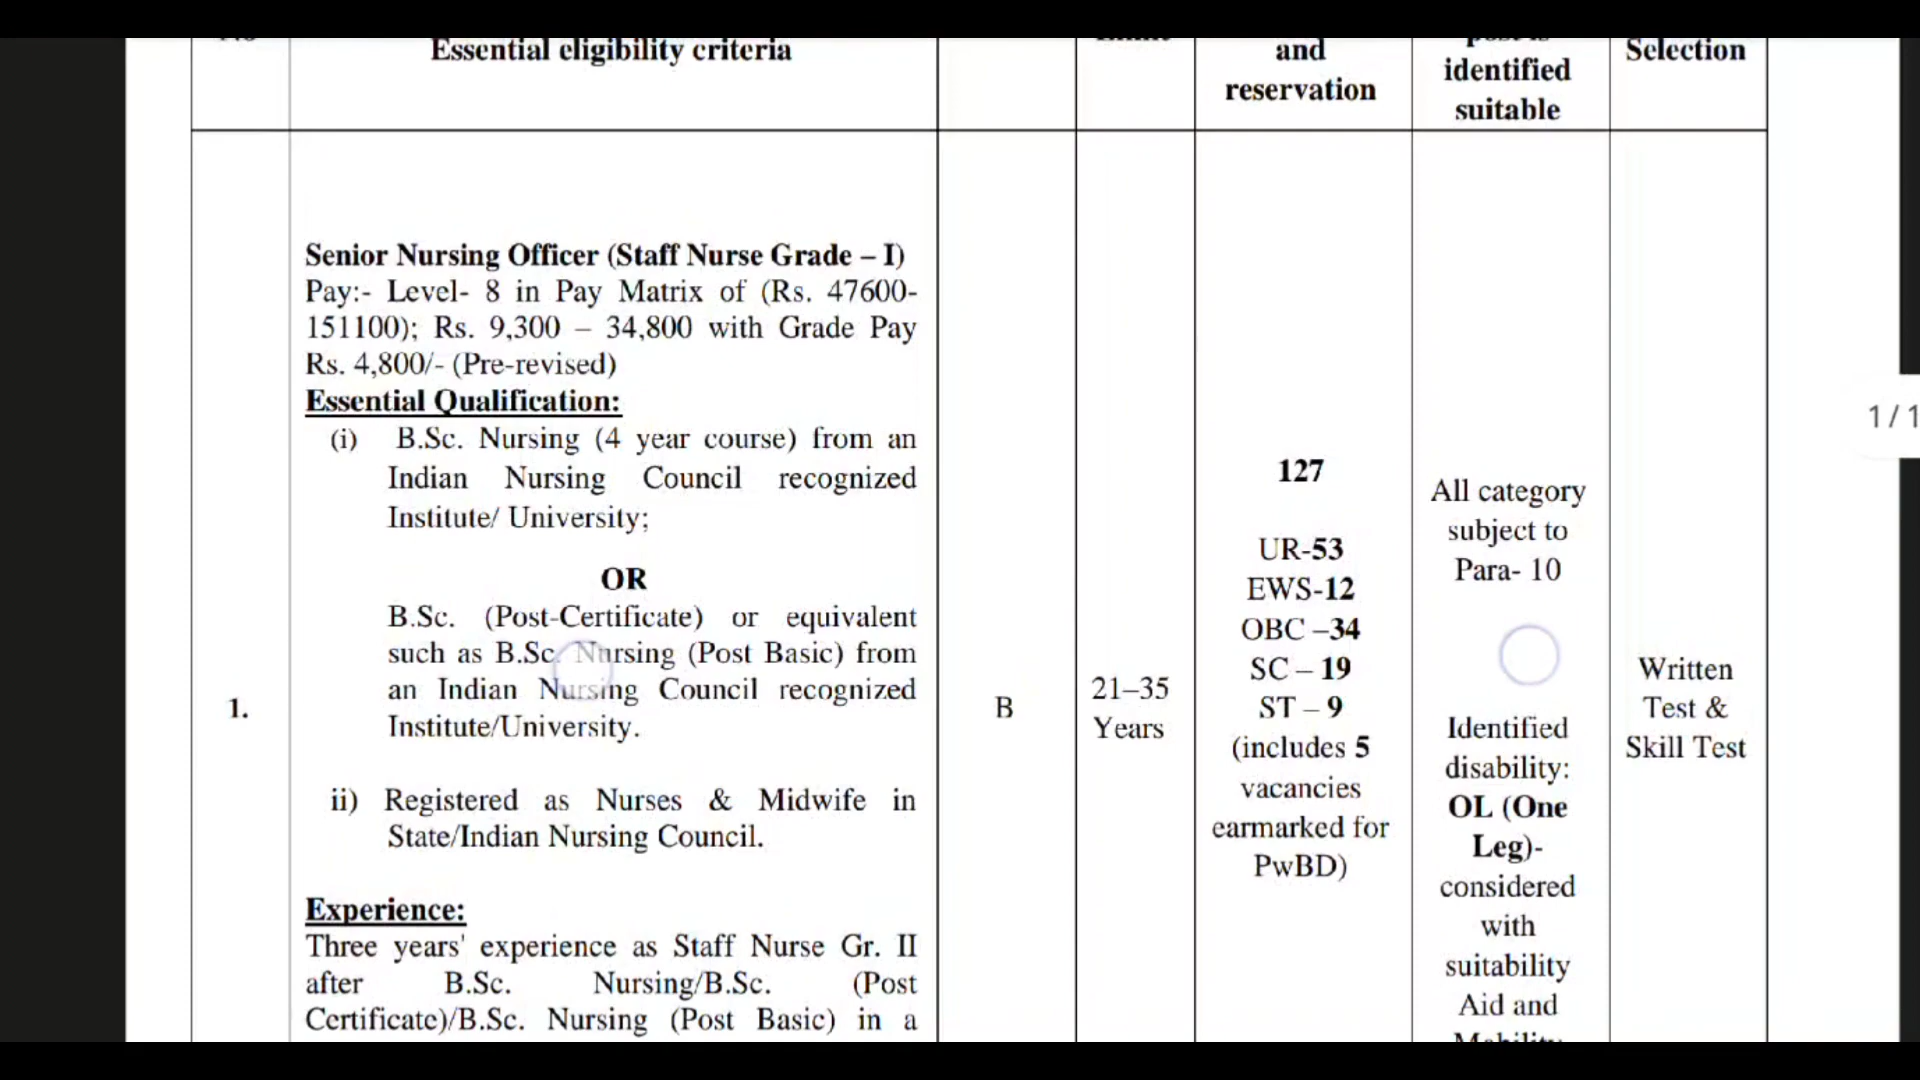 Essential eligibility criteria
and
reservation
identified
suitable
Selection
1.
Senior Nursing Officer (Staff Nurse Grade – I)
Pay:- Level- 8 in Pay Matrix of (Rs. 47600-
151100); Rs. 9,300 – 34,800 with Grade Pay
Rs. 4,800/- (Pre-revised)
Essential Qualification:
(i) B.Sc. Nursing (4 year course) from an
Indian Nursing Council recognized
Institute/ University;
OR
B.Sc. (Post-Certificate) or equivalent
such as B.Sc. Nursing (Post Basic) from
an Indian Nursing Council recognized
Institute/University.
ii) Registered as Nurses & Midwife in
State/Indian Nursing Council.
Experience:
Three years' experience as Staff Nurse Gr. II
after B.Sc. Nursing/B.Sc. (Post
Certificate)/B.Sc. Nursing (Post Basic) in a
B
21–35
Years
127
UR-53
EWS-12
OBC –34
SC – 19
ST – 9
(includes 5
vacancies
earmarked for
PwBD)
All category
subject to
Para- 10
Identified
disability:
OL (One
Leg)-
considered
with
suitability
Aid and
Written
Test &
Skill Test
1/1